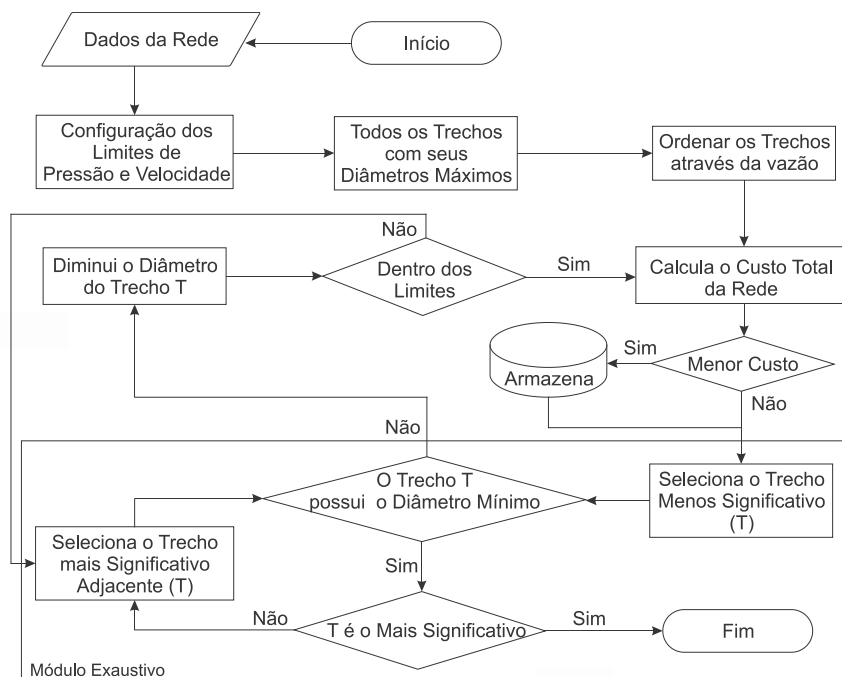 Dados da Rede
Início
Configuração dos
Limites de
Pressão e Velocidade
Todos os Trechos
com seus
Diâmetros Máximos
Ordenar os Trechos
através da vazão
Não
Diminui o Diâmetro
do Trecho T
Dentro dos
Limites
Sim
Calcula o Custo Total
da Rede
Sim
Menor Custo
Armazena
Não
Não
O Trecho T
possui o Diâmetro Mínimo
Seleciona o Trecho
Menos Significativo
(T)
Seleciona o Trecho
mais Significativo
Adjacente (T)
Sim
Não
T é o Mais Significativo
Sim
Fim
Módulo Exaustivo